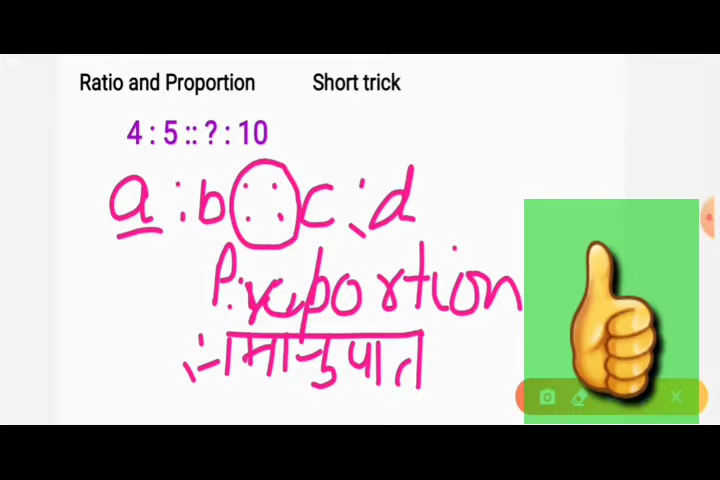 Ratio and Proportion Short trick
4 : 5 :: ? : 10
a : b :: c : d
Proportion
समानुपात